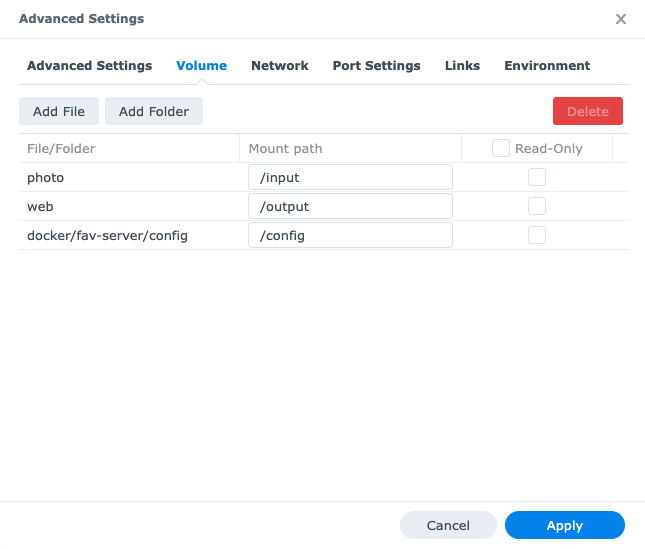 Advanced Settings
Advanced Settings Volume Network Port Settings Links Environment
Add File Add Folder Delete
File/Folder Mount path Read-Only
photo /input
web /output
docker/fav-server/config /config
Cancel Apply